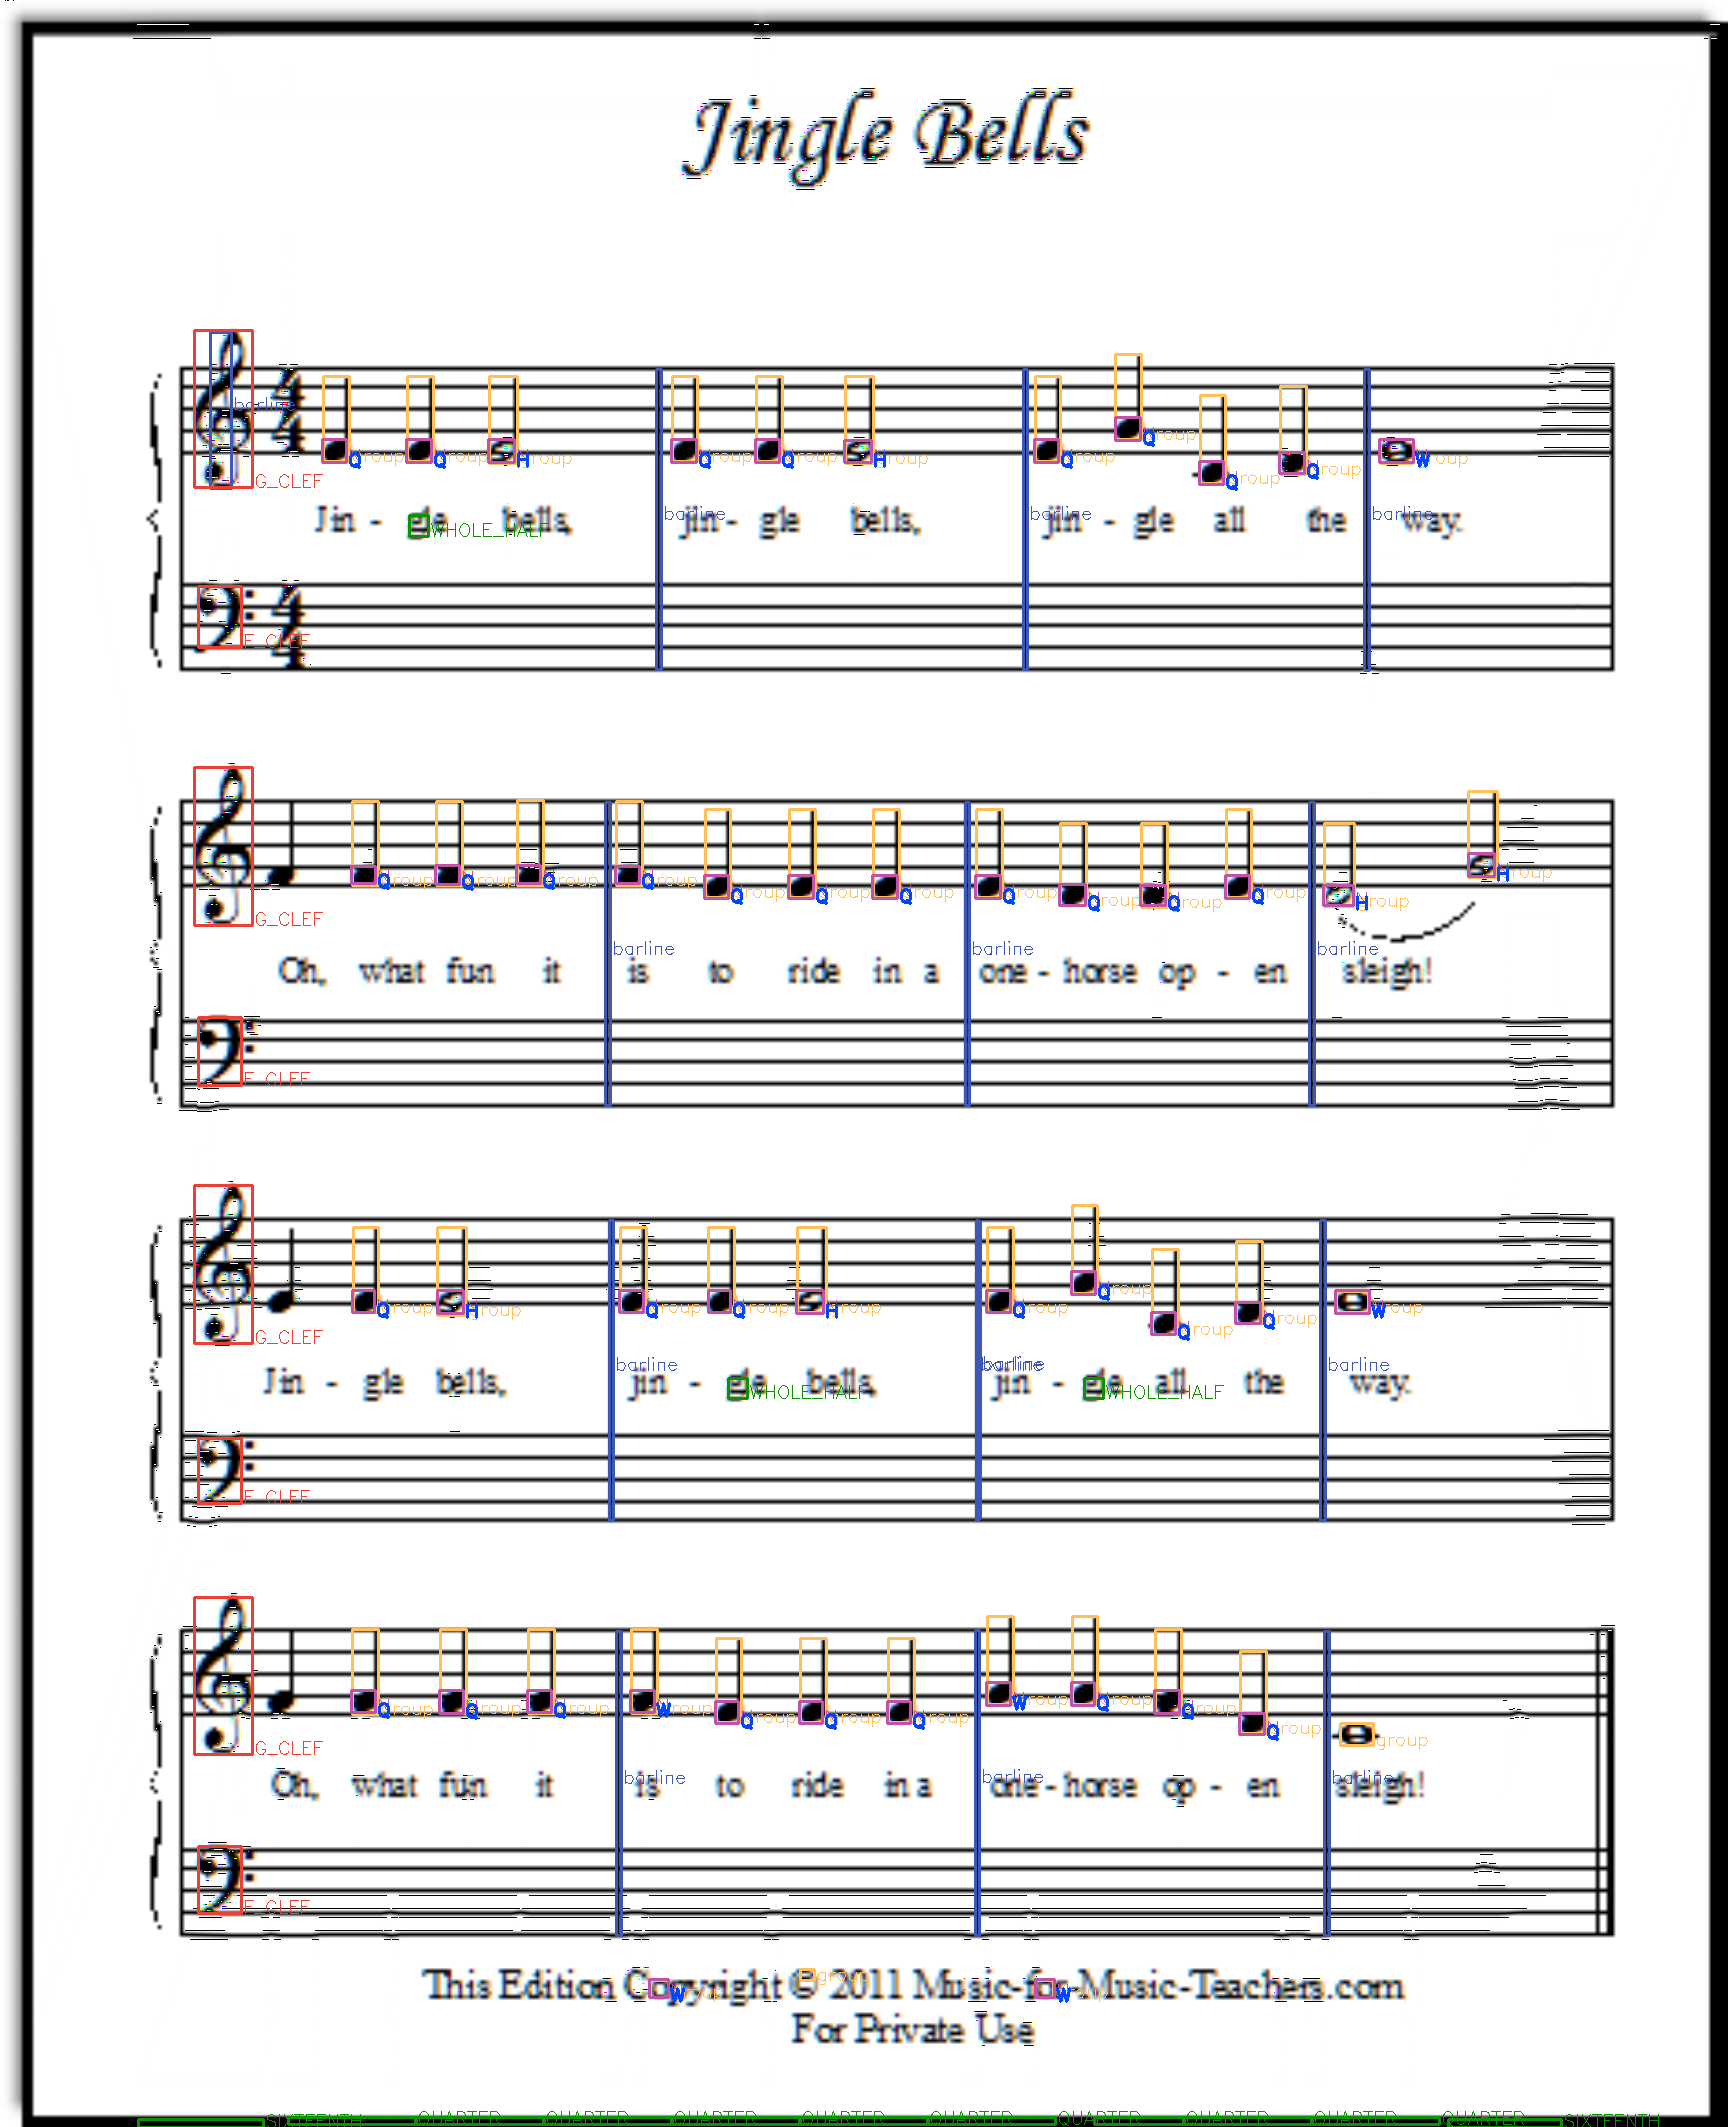 Jingle Bells
barline
Q group Q group H group Q group Q group H group Q group Q group Q group Q group W group
G_CLEF
Jin - gle bells, jin - gle bells, jin - gle all the way.
WHOLE_HALF barline barline barline
F_CLEF
Q group Q group Q group Q group Q group Q group Q group Q group Q group Q group Q group H group H group
G_CLEF
barline barline barline
Oh, what fun it is to ride in a one - horse op - en sleigh!
F_CLEF
Q group H group Q group Q group H group Q group Q group Q group Q group W group
G_CLEF
barline barline barline barline
Jin - gle bells, jin - gle bells, jin - gle all the way.
WHOLE_HALF WHOLE_HALF
F_CLEF
Q group Q group Q group W group Q group Q group Q group W group Q group Q group Q group group
G_CLEF
barline barline barline
Oh, what fun it is to ride in a one - horse op - en sleigh!
F_CLEF
This Edition Copyright © 2011 Music-for-Music-Teachers.com
W group group W
For Private Use
SIXTEENTH QUARTER QUARTER QUARTER QUARTER QUARTER QUARTER QUARTER QUARTER QUARTER SIXTEENTH